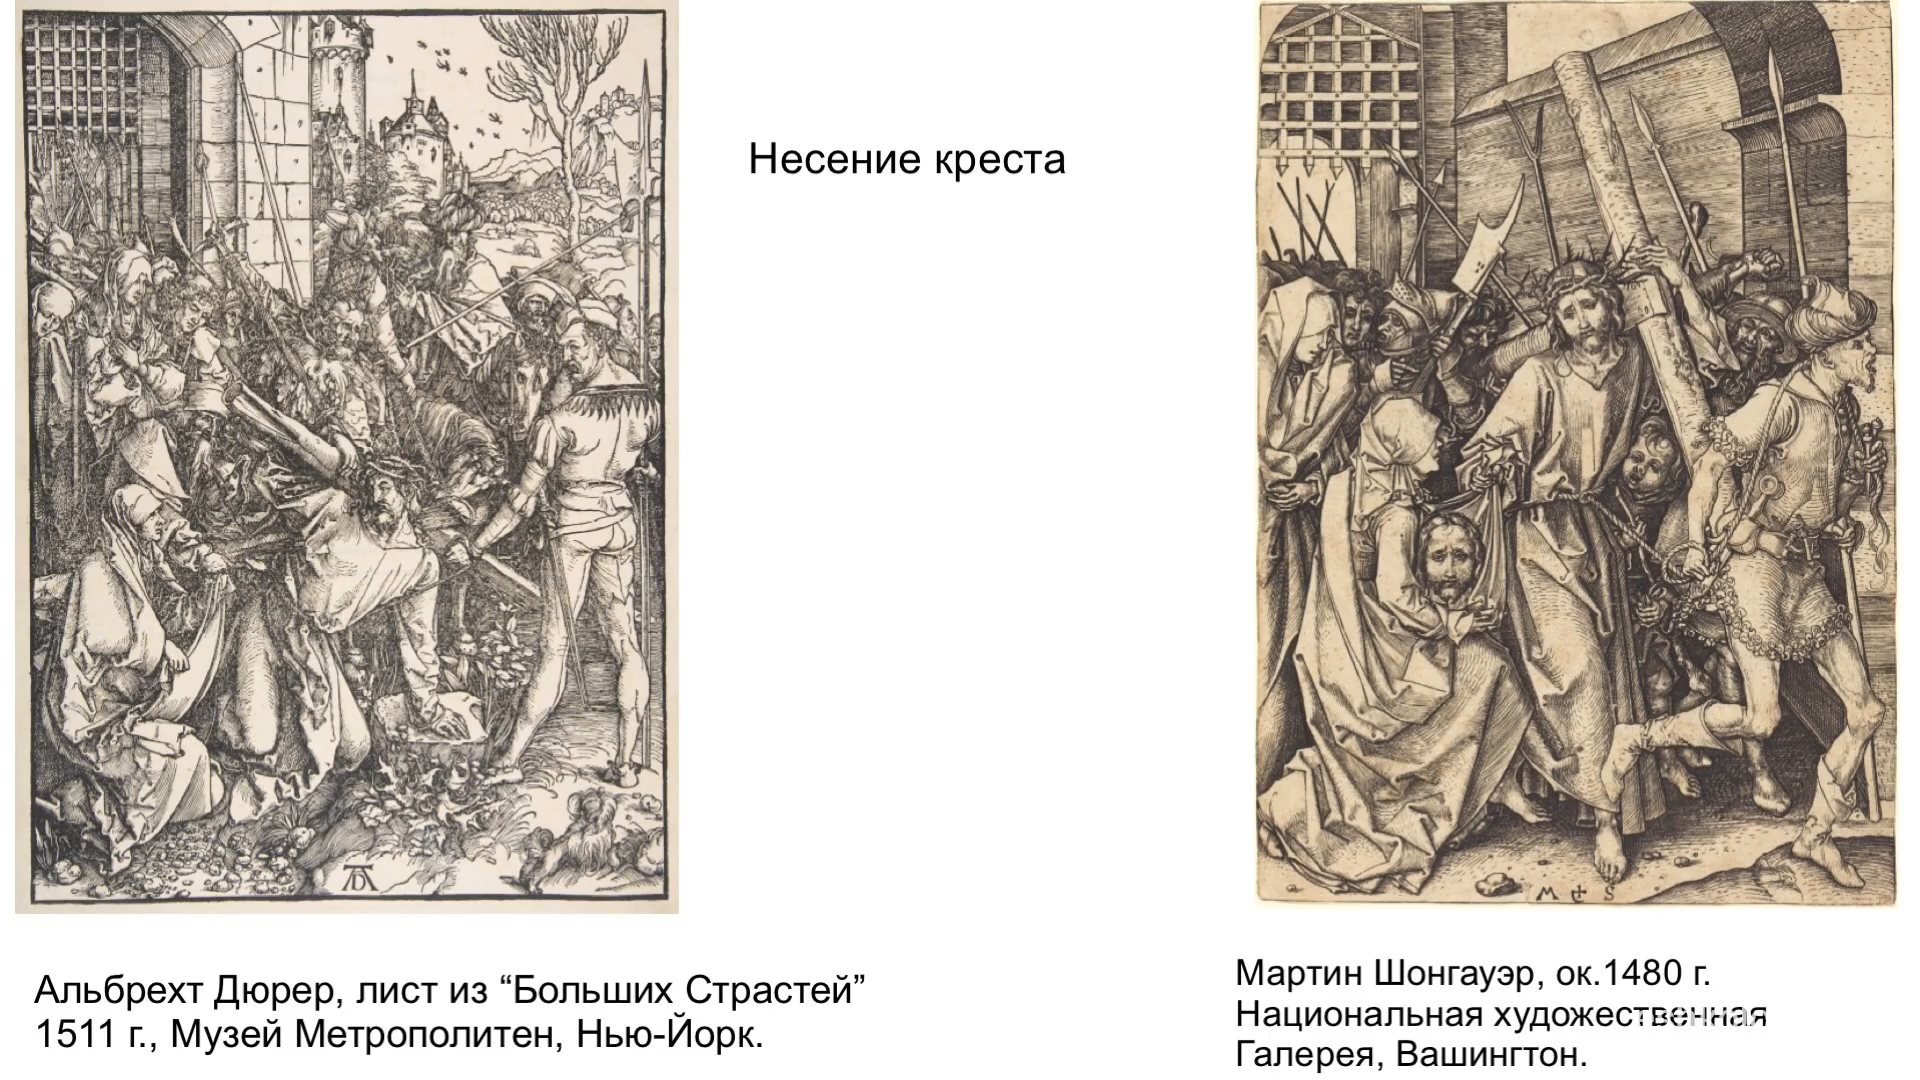 Несение креста
Альбрехт Дюрер, лист из “Больших Страстей”
1511 г., Музей Метрополитен, Нью-Йорк.
Мартин Шонгауэр, ок.1480 г.
Национальная художественная
Галерея, Вашингтон.
AD
M S